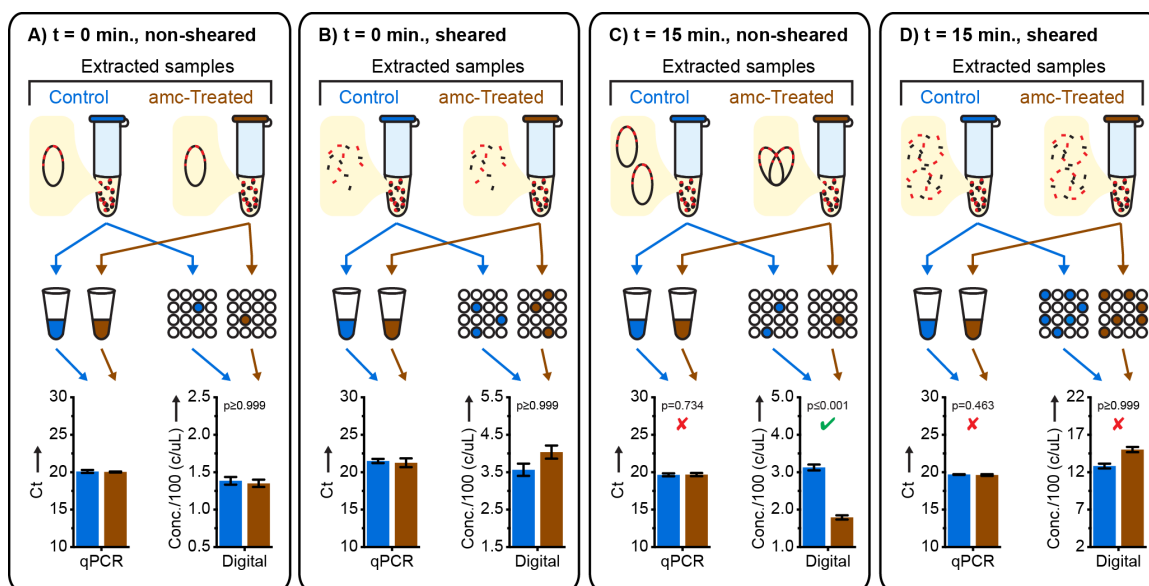 A) t = 0 min., non-sheared
Extracted samples
Control amc-Treated
30
25
20
15
10
Ct
qPCR
2.5
2.0
1.5
1.0
0.5
Conc./100 (c/uL)
p≥0.999
Digital
B) t = 0 min., sheared
Extracted samples
Control amc-Treated
30
25
20
15
10
Ct
qPCR
5.5
4.5
3.5
2.5
1.5
Conc./100 (c/uL)
p≥0.999
Digital
C) t = 15 min., non-sheared
Extracted samples
Control amc-Treated
30
25
20
15
10
Ct
p=0.734
qPCR
5.0
4.0
3.0
2.0
1.0
Conc./100 (c/uL)
p≤0.001
Digital
D) t = 15 min., sheared
Extracted samples
Control amc-Treated
30
25
20
15
10
Ct
p=0.463
qPCR
22
17
12
7
2
Conc./100 (c/uL)
p≥0.999
Digital